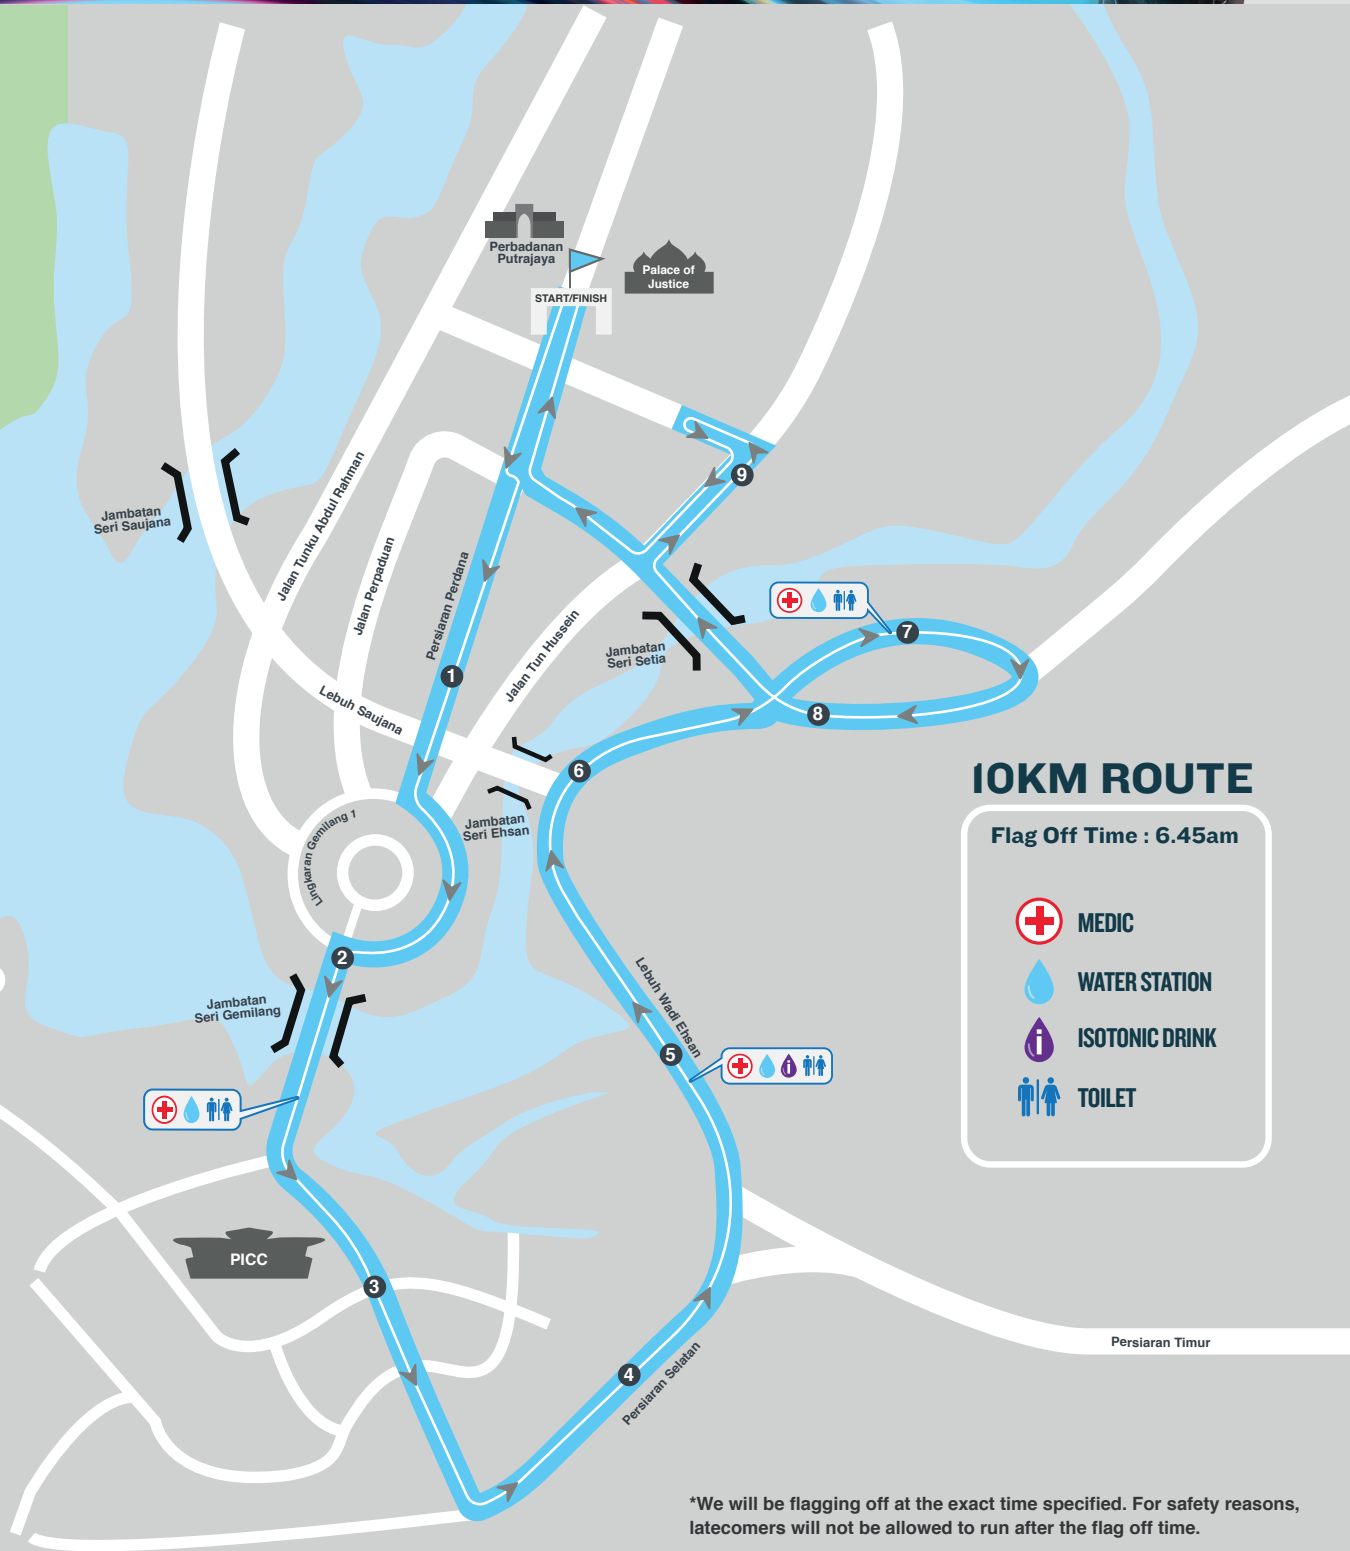 Perbadanan
Putrajaya
Palace of
Justice
START/FINISH
9
Jambatan
Seri Saujana
Jalan Tunku Abdul Rahman
Jalan Perpaduan
Persiaran Perdana
Jalan Tun Hussein
Jambatan
Seri Setia
7
1
8
Lebuh Saujana
6
10KM ROUTE
Lingkaran Gemilang 1
Jambatan
Seri Ehsan
Flag Off Time : 6.45am
MEDIC
2
Jambatan
Seri Gemilang
WATER STATION
Lebuh Wadi Ehsan
i
ISOTONIC DRINK
5
i
TOILET
PICC
3
Persiaran Timur
4
Persiaran Selatan
*We will be flagging off at the exact time specified. For safety reasons,
latecomers will not be allowed to run after the flag off time.